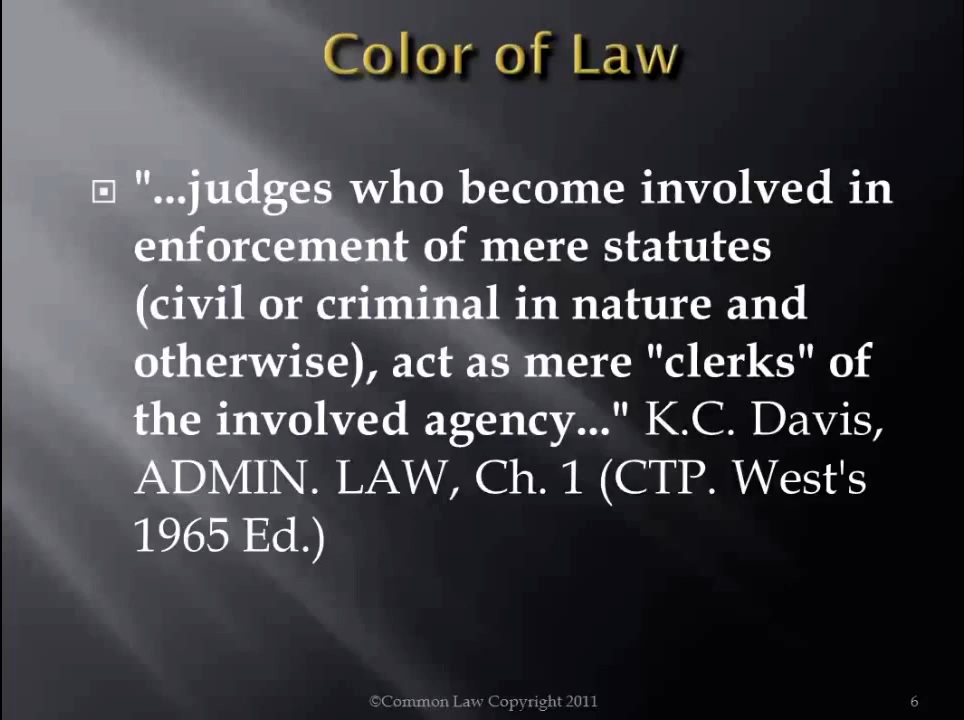 Color of Law
"...judges who become involved in
enforcement of mere statutes
(civil or criminal in nature and
otherwise), act as mere "clerks" of
the involved agency..." K.C. Davis,
ADMIN. LAW, Ch. 1 (CTP. West's
1965 Ed.)
©Common Law Copyright 2011
6